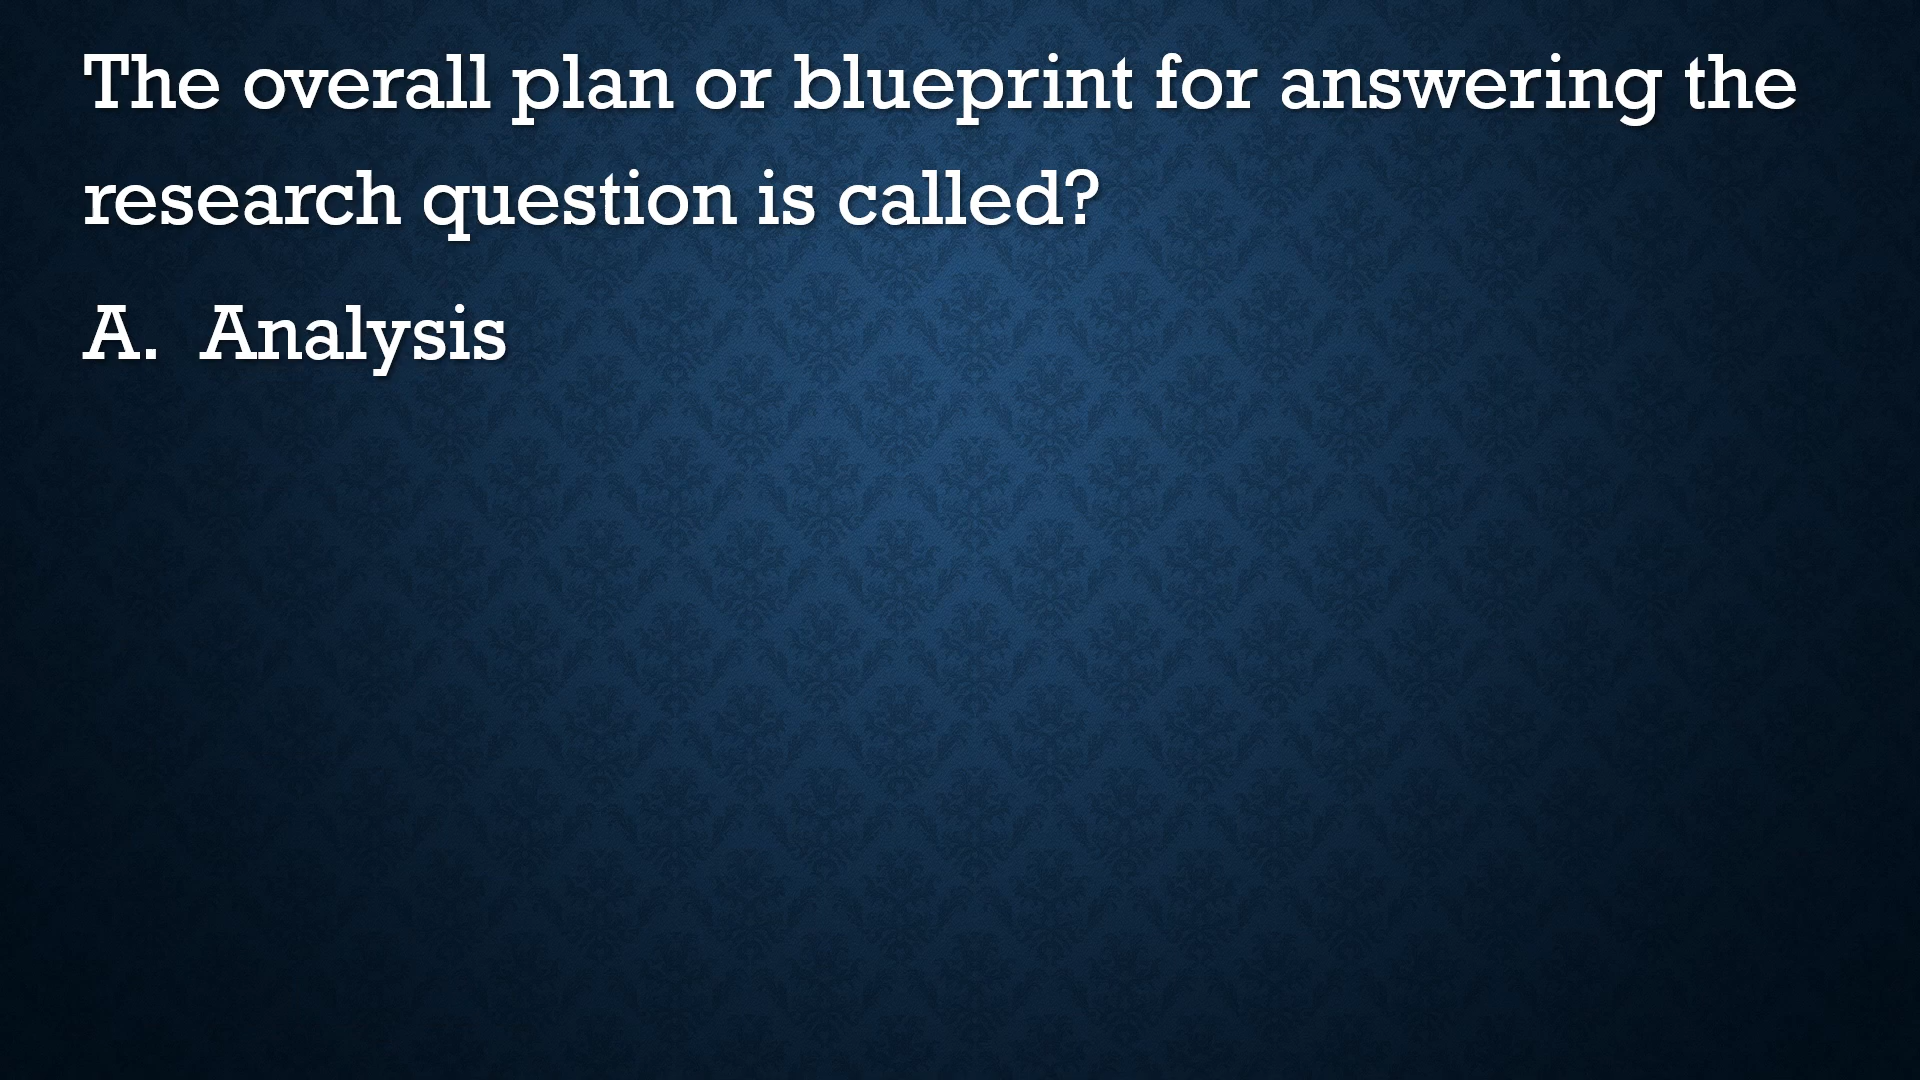 The overall plan or blueprint for answering the
research question is called?
A. Analysis